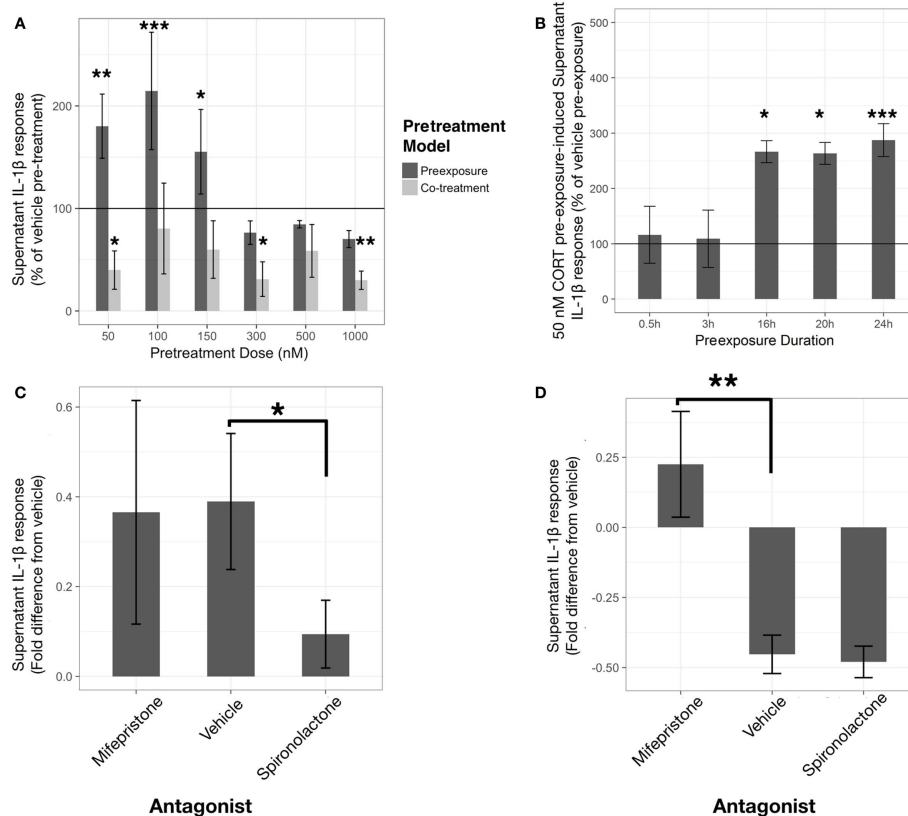 A
Supernatant IL-1β response
(% of vehicle pre-treatment)
200
100
0
** *** * * * **
50 100 150 300 500 1000
Pretreatment Dose (nM)
Pretreatment
Model
Preexposure
Co-treatment
B
50 nM CORT pre-exposure-induced Supernatant
IL-1β response (% of vehicle pre-exposure)
500
400
300
200
100
0
* * ***
0.5h 3h 16h 20h 24h
Preexposure Duration
C
Supernatant IL-1β response
(Fold difference from vehicle)
0.6
0.4
0.2
0.0
*
Mifepristone
Vehicle
Spironolactone
Antagonist
D
Supernatant IL-1β response
(Fold difference from vehicle)
0.25
0.00
-0.25
-0.50
**
Mifepristone
Vehicle
Spironolactone
Antagonist